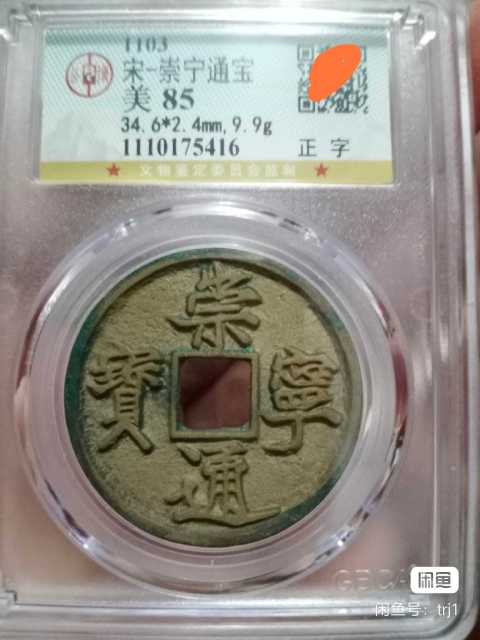 1103
宋-崇宁通宝
美 85
34.6*2.4mm,9.9g
1110175416
正 字
文物鉴定委员会监制
崇
寶 寧
通
GBCA
闲鱼
闲鱼号：trj1